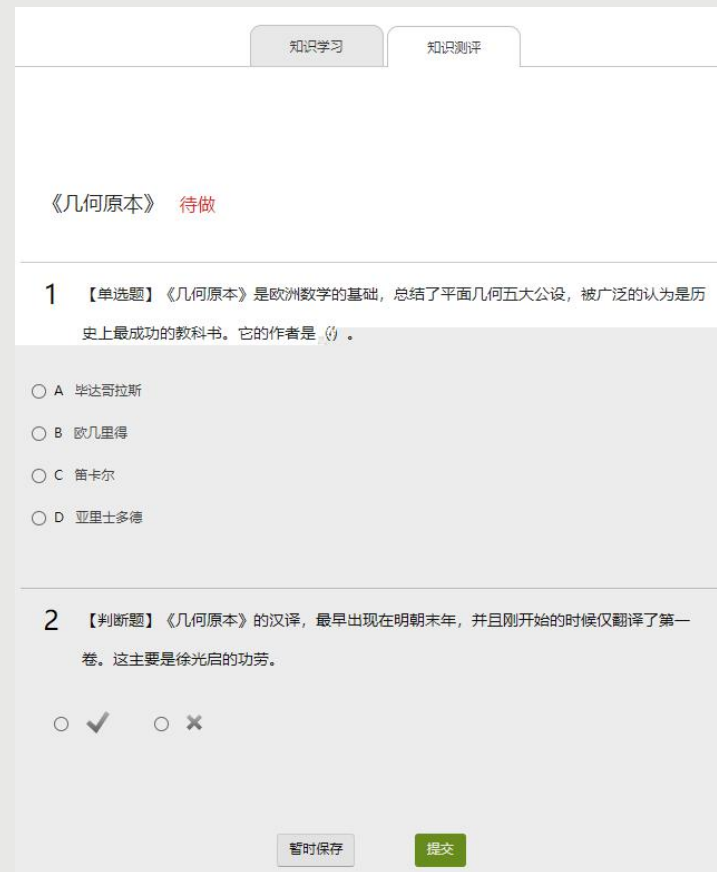 知识学习 知识测评
《几何原本》 待做
1 【单选题】《几何原本》是欧洲数学的基础，总结了平面几何五大公设，被广泛的认为是历
史上最成功的教科书。它的作者是 () 。
A 毕达哥拉斯
B 欧几里得
C 笛卡尔
D 亚里士多德
2 【判断题】《几何原本》的汉译，最早出现在明朝末年，并且刚开始的时候仅翻译了第一
卷。这主要是徐光启的功劳。
暂时保存 提交